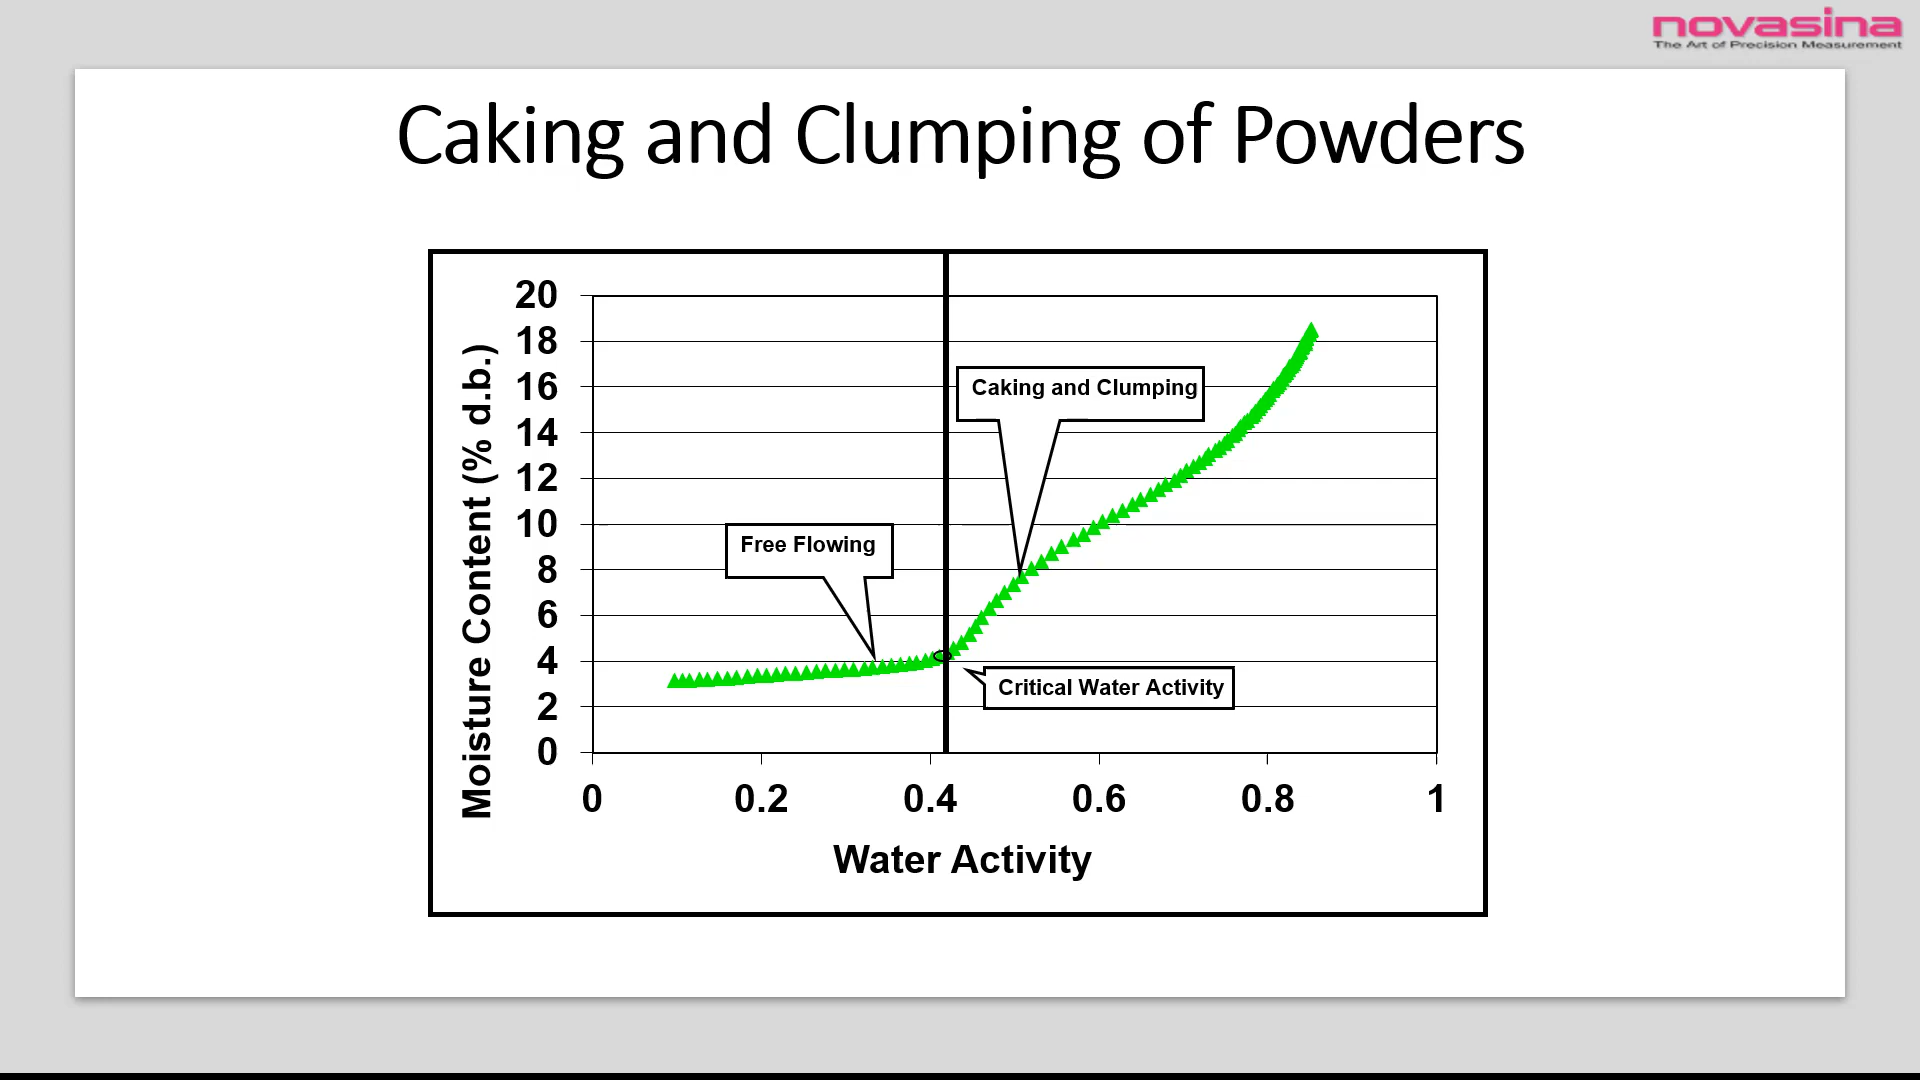 novasina
The Art of Precision Measurement
Caking and Clumping of Powders
20
18
16
14
12
10
8
6
4
2
0
Moisture Content (% d.b.)
Caking and Clumping
Free Flowing
Critical Water Activity
0 0.2 0.4 0.6 0.8 1
Water Activity